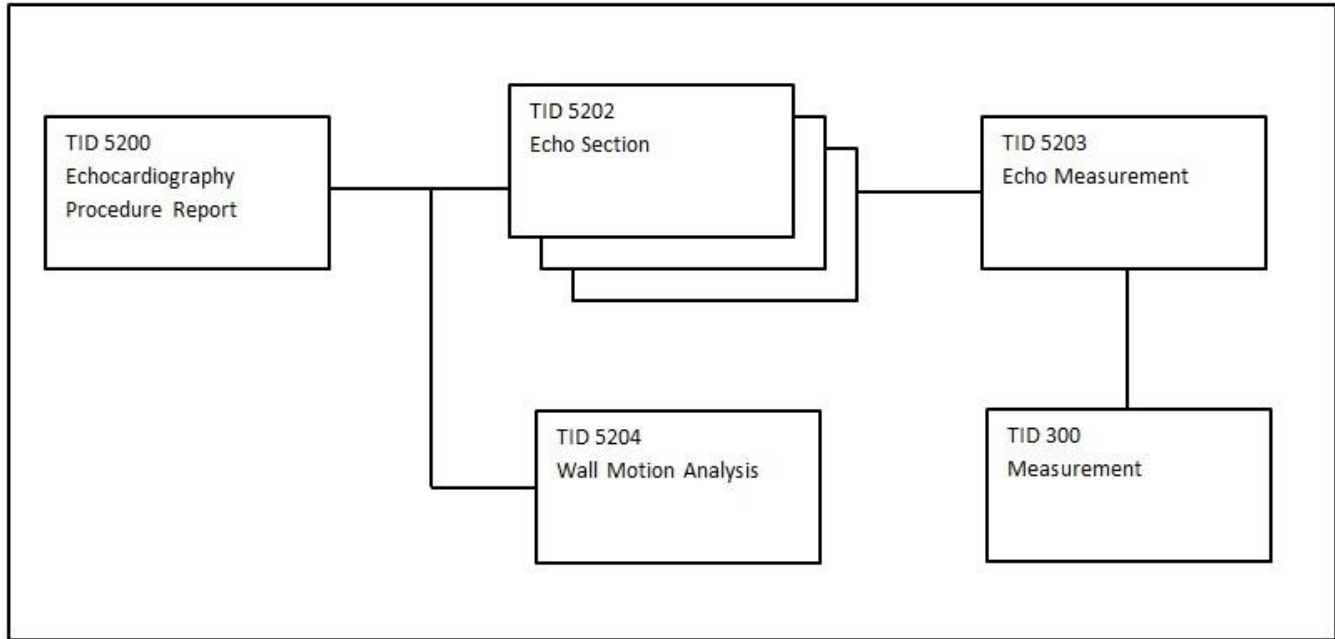 TID 5200
Echocardiography
Procedure Report
TID 5202
Echo Section
TID 5203
Echo Measurement
TID 5204
Wall Motion Analysis
TID 300
Measurement